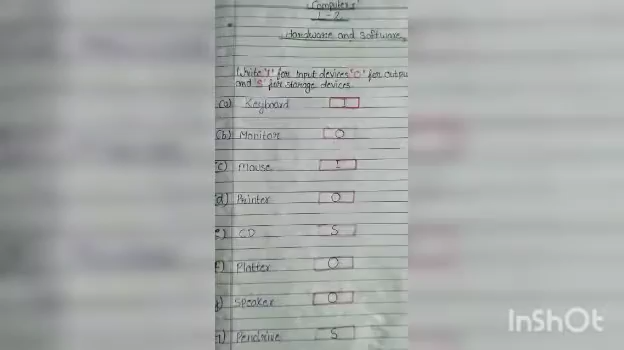 Computers
L-2
Hardware and Software
Write "I" for input devices "O" for outpu
and "S" for storage devices.
(a) Keyboard I
(b) Monitor O
(c) Mouse I
(d) Printer O
e) CD S
f) Plotter O
g) Speaker O
h) Pendrive S
InShOt